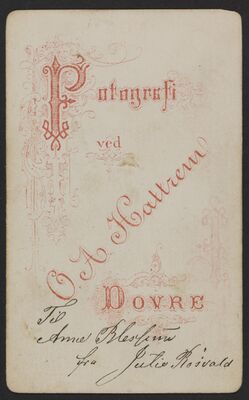 Fotografi
ved
O. A. Hattrem
DOVRE
Til
Anne
fra Julie